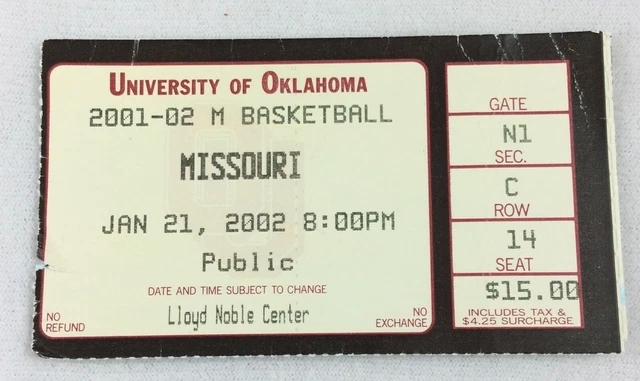 UNIVERSITY OF OKLAHOMA
2001-02 M BASKETBALL
MISSOURI
JAN 21, 2002 8:00PM
Public
DATE AND TIME SUBJECT TO CHANGE
Lloyd Noble Center
NO REFUND
NO EXCHANGE
GATE
N1
SEC.
C
ROW
14
SEAT
$15.00
INCLUDES TAX &
$4.25 SURCHARGE